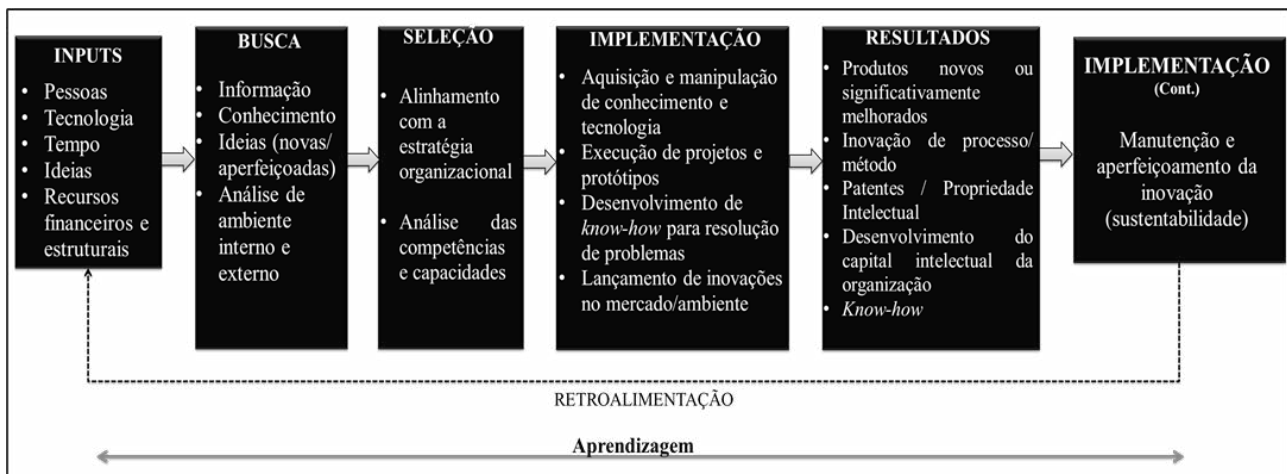 INPUTS
• Pessoas
• Tecnologia
• Tempo
• Ideias
• Recursos
financeiros e
estruturais
BUSCA
• Informação
• Conhecimento
• Ideias (novas/
aperfeiçoadas)
• Análise de
ambiente
interno e
externo
SELEÇÃO
• Alinhamento
com a
estratégia
organizacional
• Análise das
competências
e capacidades
IMPLEMENTAÇÃO
• Aquisição e manipulação
de conhecimento e
tecnologia
• Execução de projetos e
protótipos
• Desenvolvimento de
know-how para resolução
de problemas
• Lançamento de inovações
no mercado/ambiente
RESULTADOS
• Produtos novos ou
significativamente
melhorados
• Inovação de processo/
método
• Patentes / Propriedade
Intelectual
• Desenvolvimento do
capital intelectual da
organização
• Know-how
IMPLEMENTAÇÃO
(Cont.)
Manutenção e
aperfeiçoamento da
inovação
(sustentabilidade)
RETROALIMENTAÇÃO
Aprendizagem